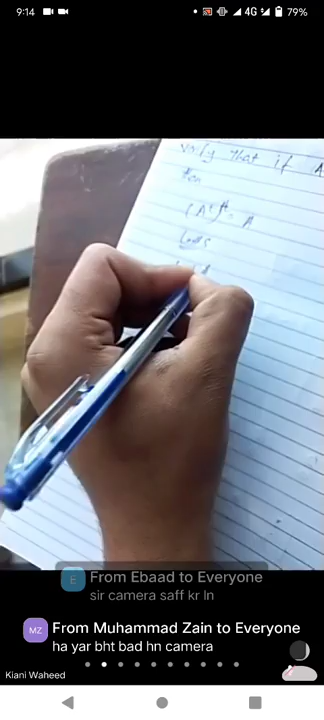 9:14
4G
79%
verify that if A
then
(Aᵗ)ᵗ = A
From Ebaad to Everyone
sir camera saff kr ln
MZ
From Muhammad Zain to Everyone
ha yar bht bad hn camera
Kiani Waheed